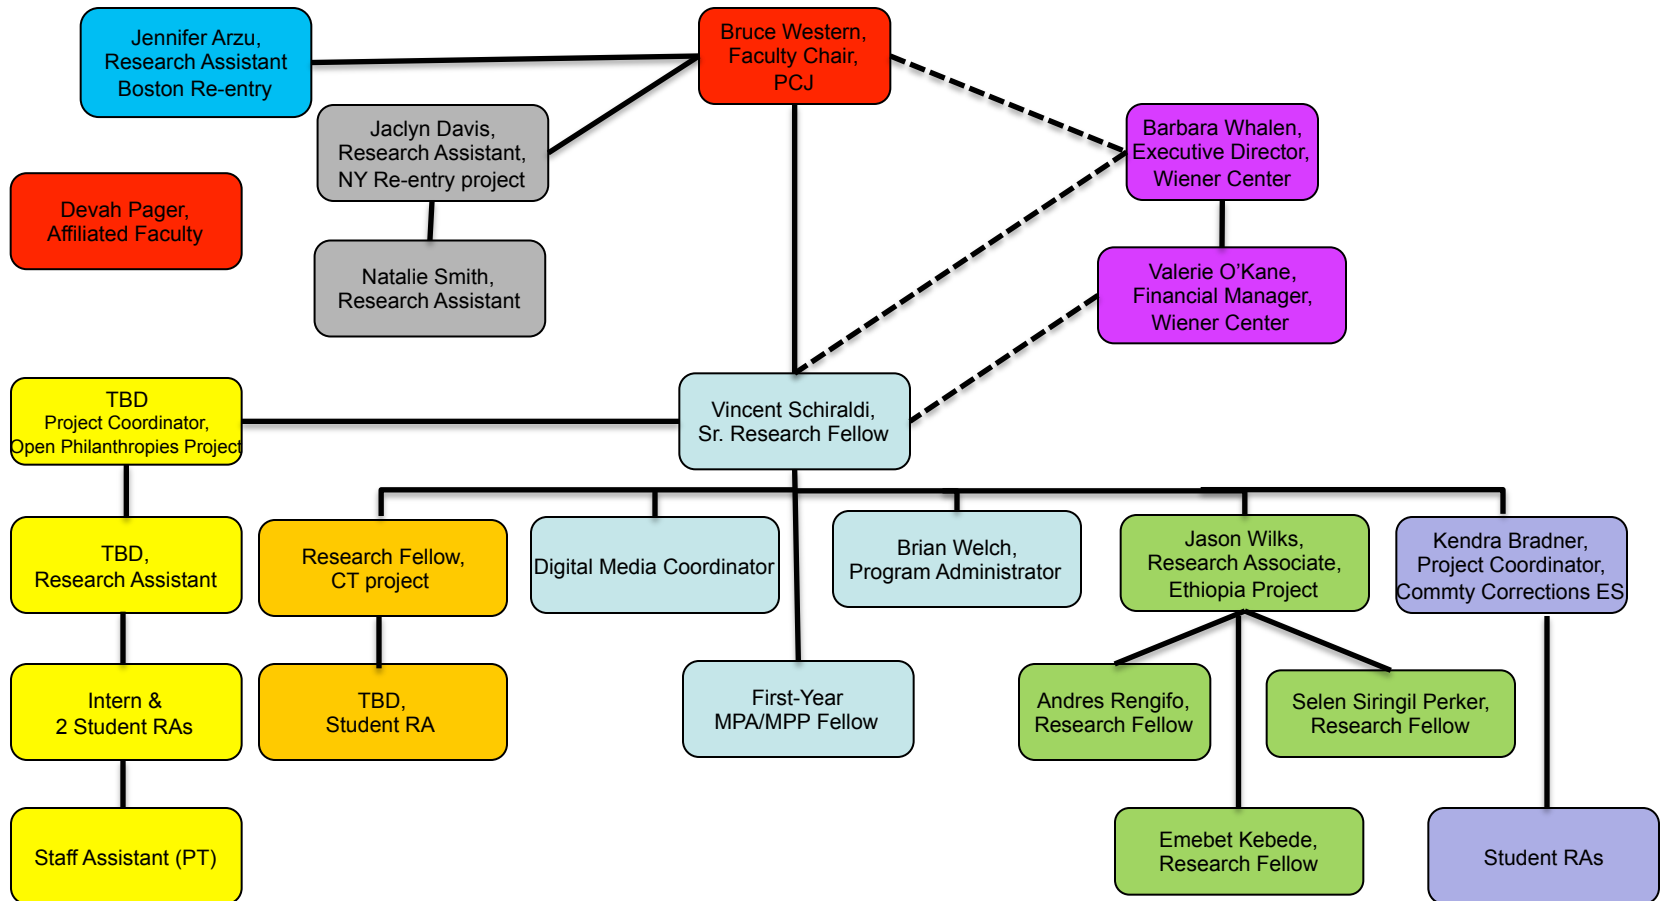 Jennifer Arzu,
Research Assistant
Boston Re-entry
Bruce Western,
Faculty Chair,
PCJ
Jaclyn Davis,
Research Assistant,
NY Re-entry project
Barbara Whalen,
Executive Director,
Wiener Center
Devah Pager,
Affiliated Faculty
Natalie Smith,
Research Assistant
Valerie O’Kane,
Financial Manager,
Wiener Center
TBD
Project Coordinator,
Open Philanthropies Project
Vincent Schiraldi,
Sr. Research Fellow
TBD,
Research Assistant
Research Fellow,
CT project
Digital Media Coordinator
Brian Welch,
Program Administrator
Jason Wilks,
Research Associate,
Ethiopia Project
Kendra Bradner,
Project Coordinator,
Commty Corrections ES
Intern &
2 Student RAs
TBD,
Student RA
First-Year
MPA/MPP Fellow
Andres Rengifo,
Research Fellow
Selen Siringil Perker,
Research Fellow
Staff Assistant (PT)
Emebet Kebede,
Research Fellow
Student RAs